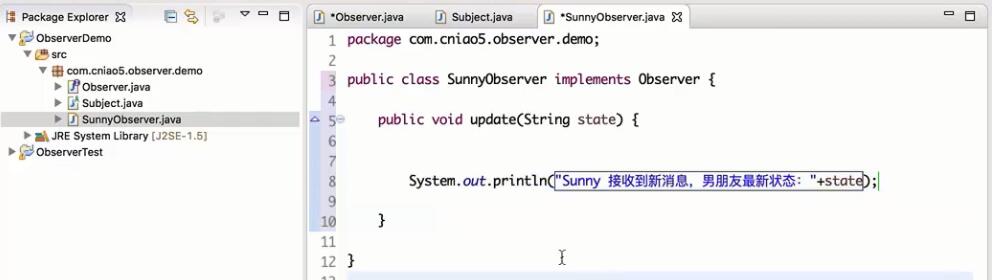 Package Explorer
ObserverDemo
src
com.cniao5.observer.demo
Observer.java
Subject.java
SunnyObserver.java
JRE System Library [J2SE-1.5]
ObserverTest
*Observer.java
Subject.java
*SunnyObserver.java
1 package com.cniao5.observer.demo;
2
3 public class SunnyObserver implements Observer {
4
5 public void update(String state) {
6
7
8 System.out.println("Sunny 接收到新消息，男朋友最新状态："+state);
9
10 }
11
12 }
13